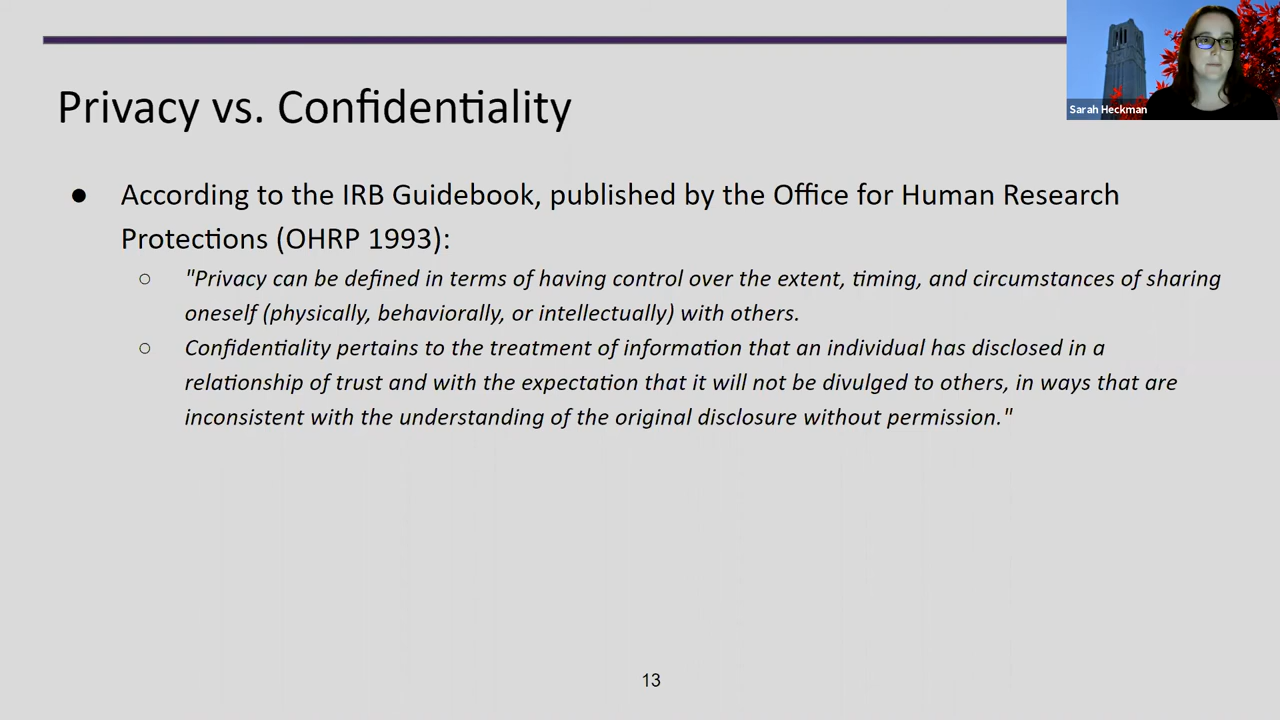 Sarah Heckman
Privacy vs. Confidentiality
● According to the IRB Guidebook, published by the Office for Human Research
Protections (OHRP 1993):
○ "Privacy can be defined in terms of having control over the extent, timing, and circumstances of sharing
oneself (physically, behaviorally, or intellectually) with others.
○ Confidentiality pertains to the treatment of information that an individual has disclosed in a
relationship of trust and with the expectation that it will not be divulged to others, in ways that are
inconsistent with the understanding of the original disclosure without permission."
13